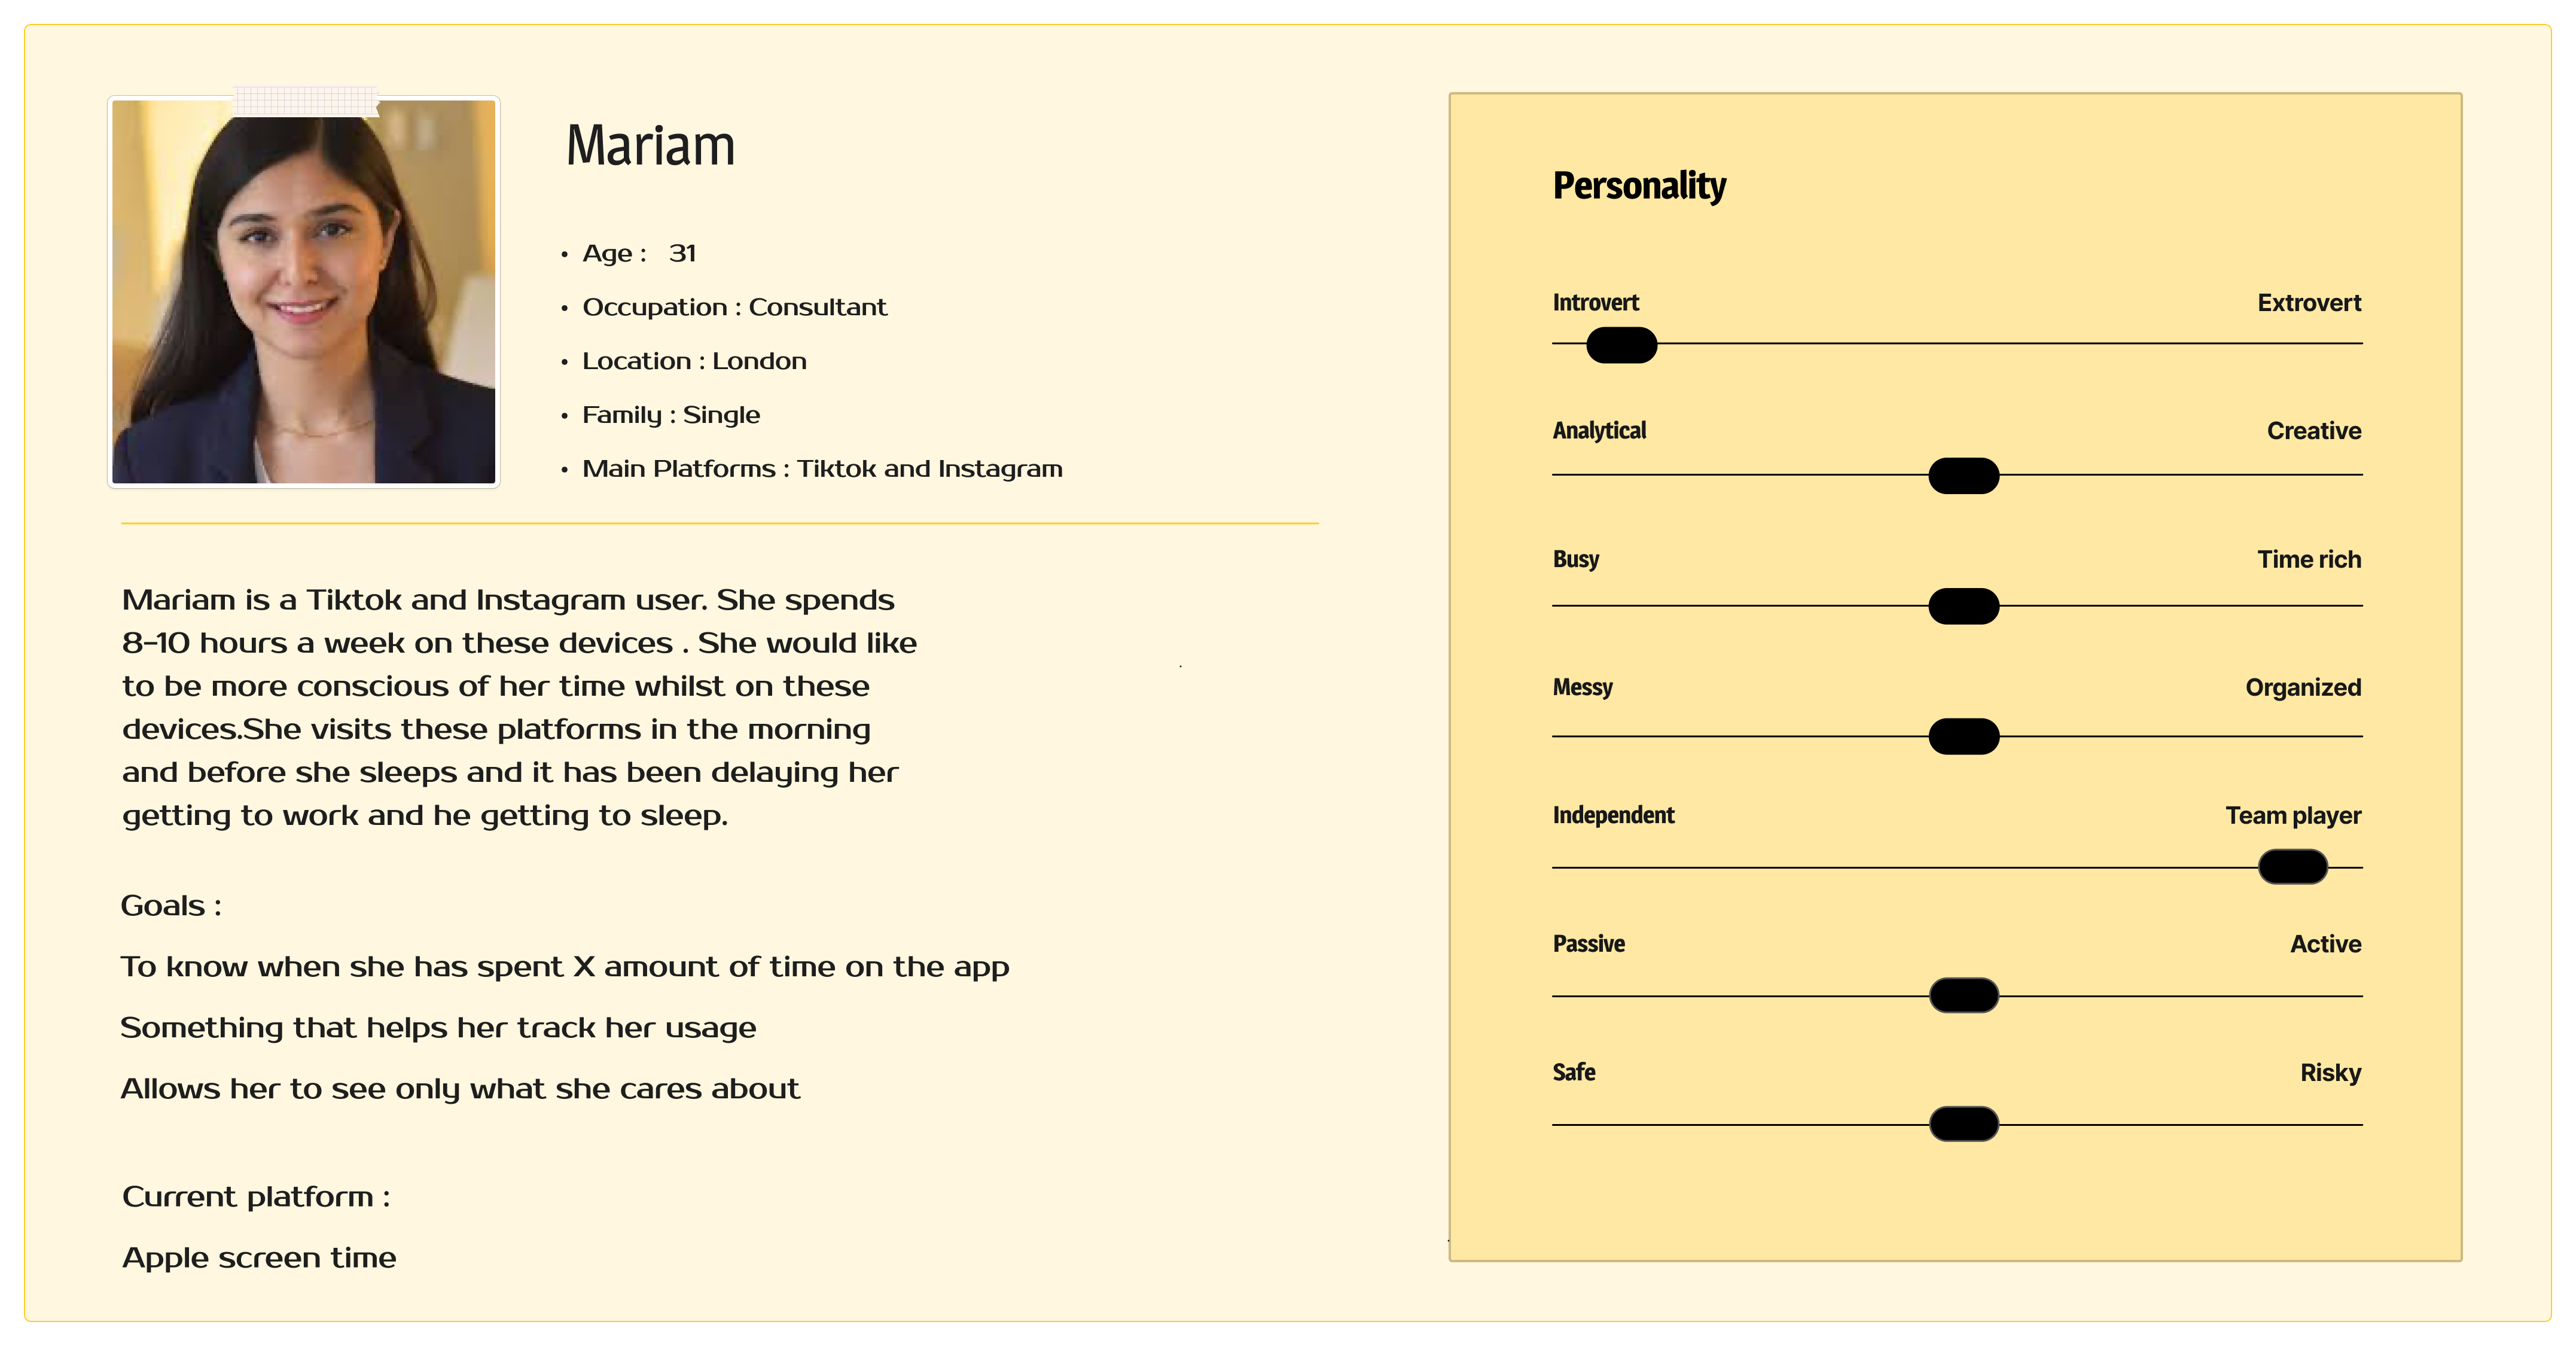 Mariam
• Age : 31
• Occupation : Consultant
• Location : London
• Family : Single
• Main Platforms : Tiktok and Instagram
Mariam is a Tiktok and Instagram user. She spends
8-10 hours a week on these devices . She would like
to be more conscious of her time whilst on these
devices.She visits these platforms in the morning
and before she sleeps and it has been delaying her
getting to work and he getting to sleep.
Goals :
To know when she has spent X amount of time on the app
Something that helps her track her usage
Allows her to see only what she cares about
Current platform :
Apple screen time
Personality
Introvert Extrovert
Analytical Creative
Busy Time rich
Messy Organized
Independent Team player
Passive Active
Safe Risky